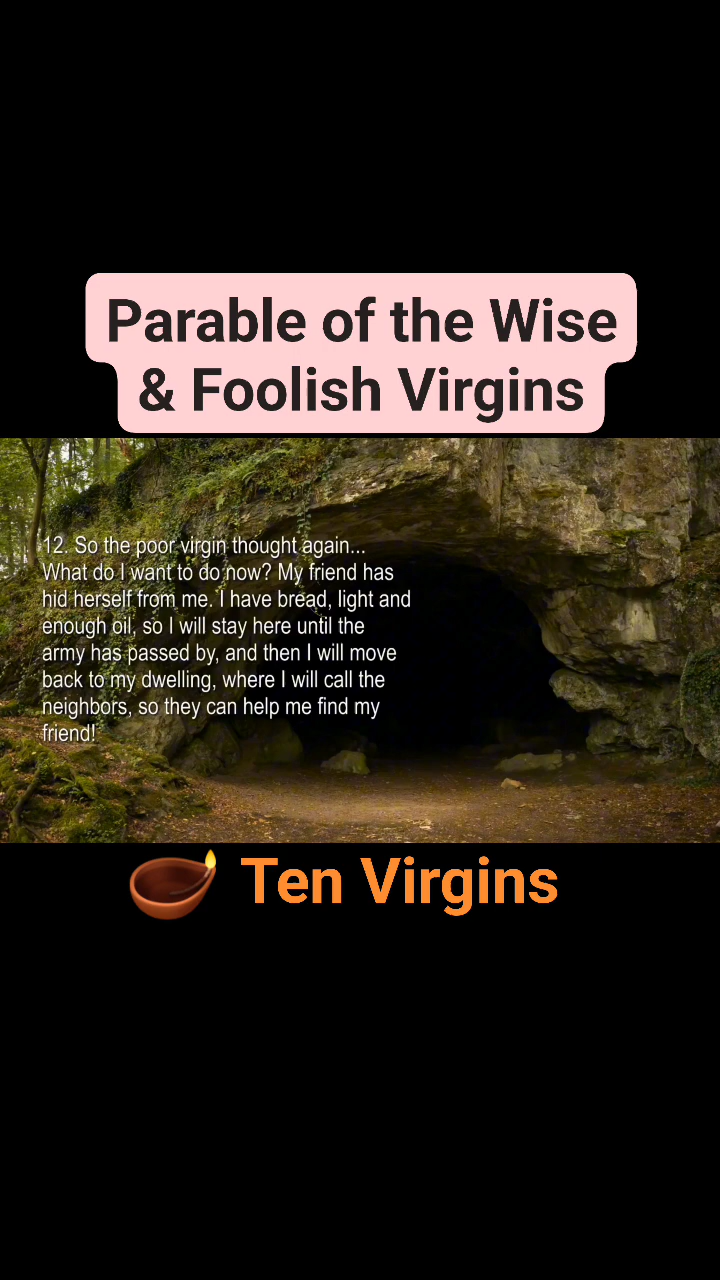 Parable of the Wise
& Foolish Virgins
12. So the poor virgin thought again...
What do I want to do now? My friend has
hid herself from me. I have bread, light and
enough oil, so I will stay here until the
army has passed by, and then I will move
back to my dwelling, where I will call the
neighbors, so they can help me find my
friend!
Ten Virgins